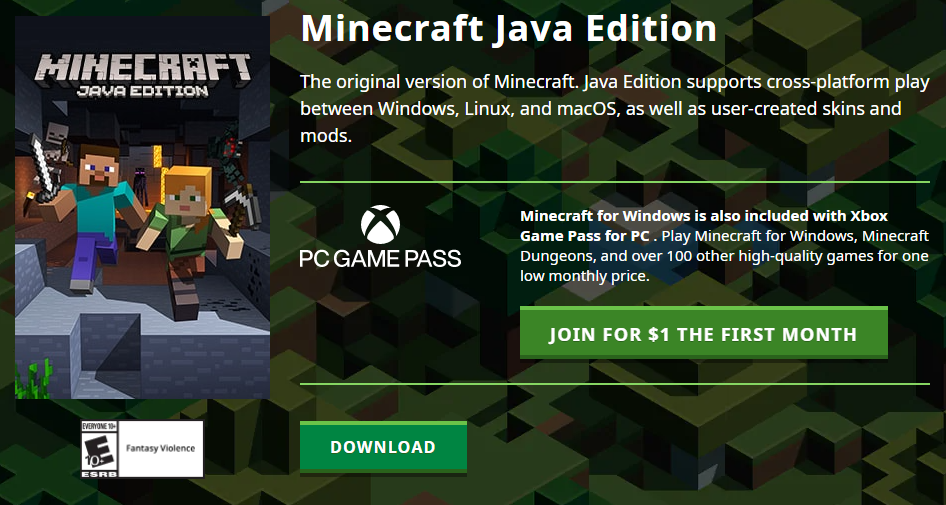 Minecraft Java Edition
MINECRAFT
JAVA EDITION
The original version of Minecraft. Java Edition supports cross-platform play
between Windows, Linux, and macOS, as well as user-created skins and
mods.
PC GAME PASS
Minecraft for Windows is also included with Xbox
Game Pass for PC . Play Minecraft for Windows, Minecraft
Dungeons, and over 100 other high-quality games for one
low monthly price.
JOIN FOR $1 THE FIRST MONTH
EVERYONE 10+
E
10+
ESRB
Fantasy Violence
DOWNLOAD